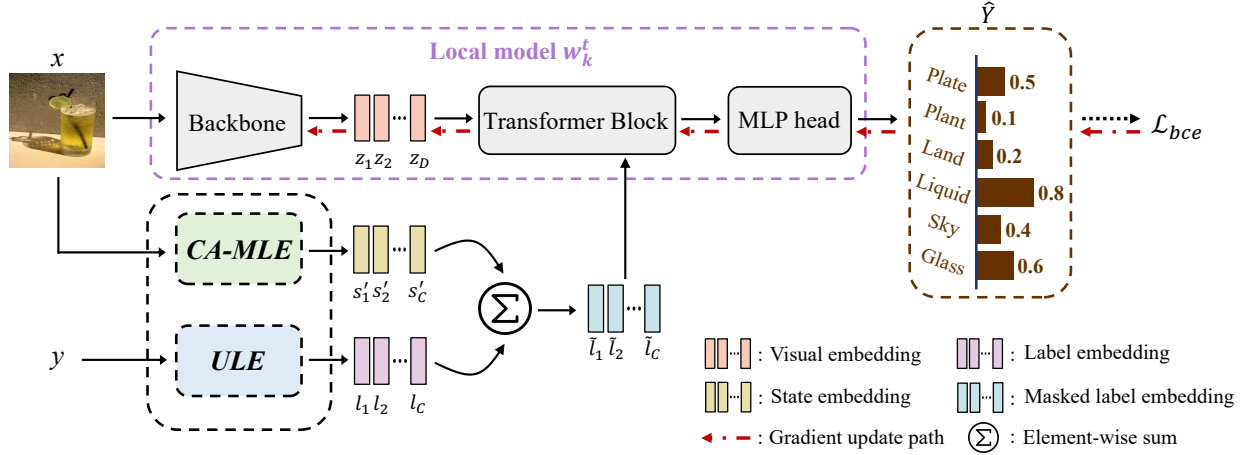 x
Local model w_k^t
Backbone
z_1 z_2 z_D
Transformer Block
MLP head
Ŷ
Plate 0.5
Plant 0.1
Land 0.2
Liquid 0.8
Sky 0.4
Glass 0.6
ℒ_bce
CA-MLE
s'_1 s'_2 ... s'_C
Σ
l̃_1 l̃_2 ... l̃_C
y
ULE
l_1 l_2 ... l_C
: Visual embedding
: Label embedding
: State embedding
: Masked label embedding
: Gradient update path
Σ : Element-wise sum